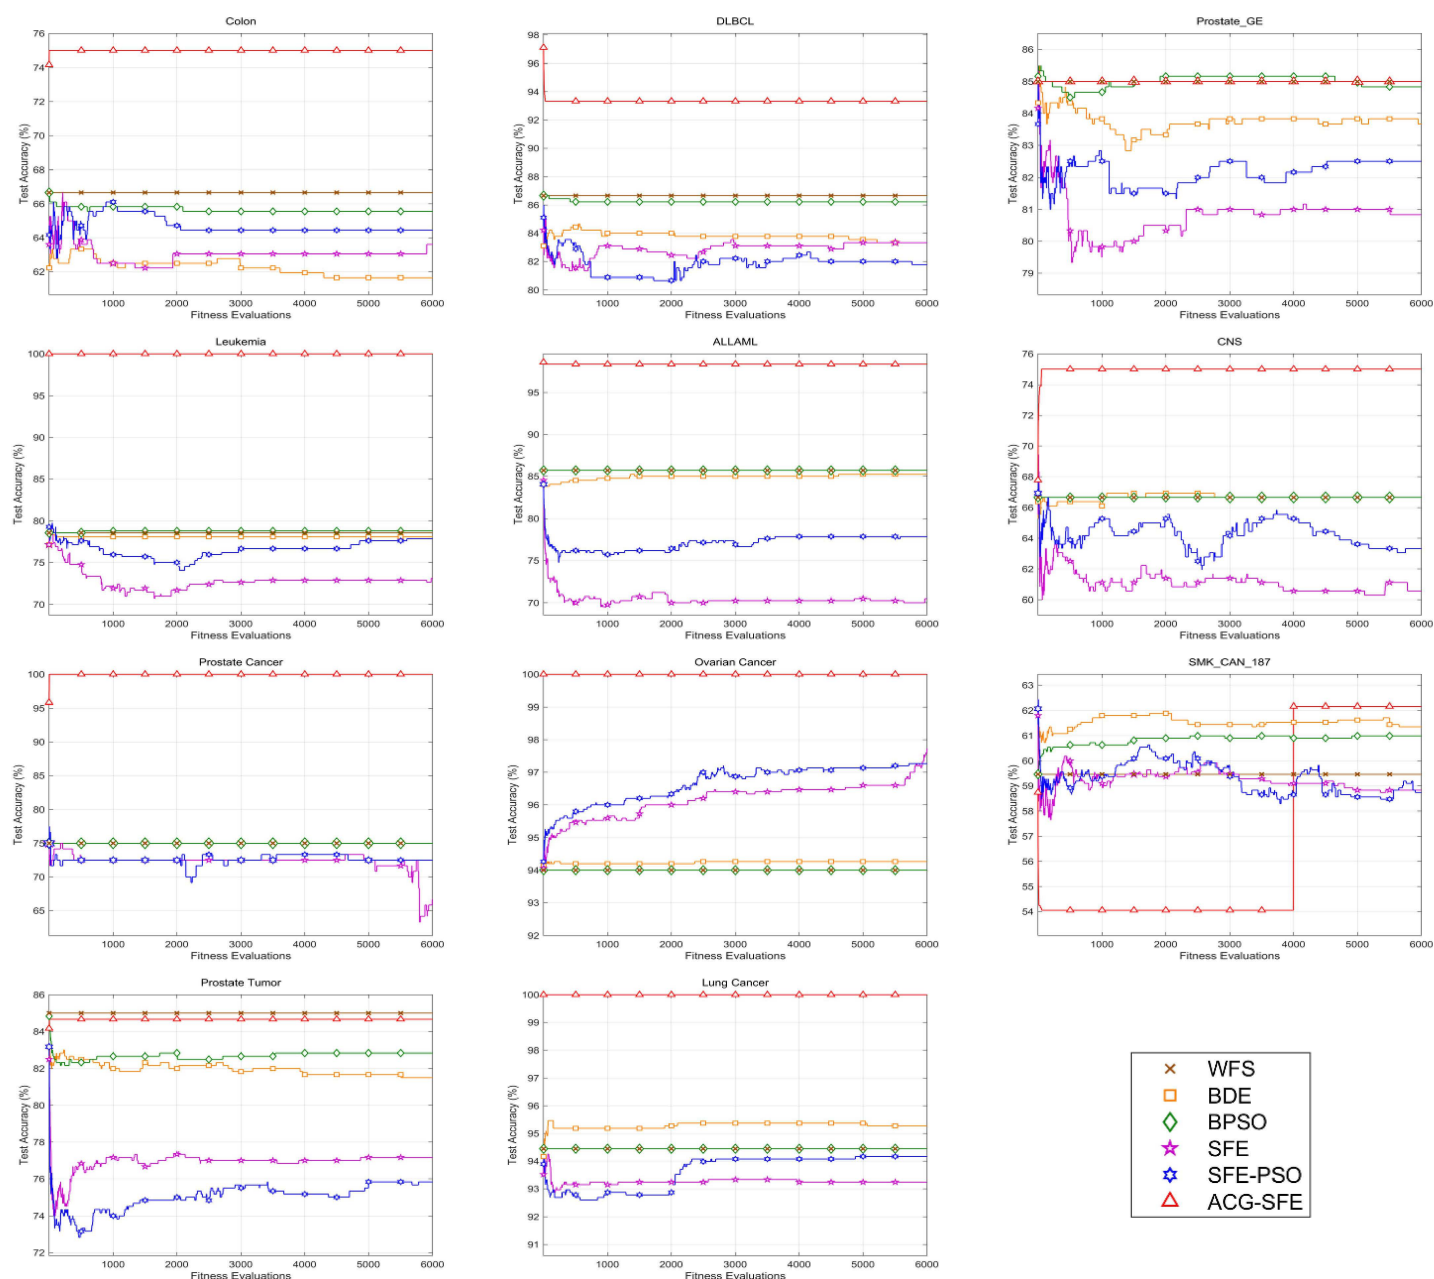 Colon
Test Accuracy (%)
76
74
72
70
68
66
64
62
1000 2000 3000 4000 5000 6000
Fitness Evaluations
DLBCL
Test Accuracy (%)
98
96
94
92
90
88
86
84
82
80
1000 2000 3000 4000 5000 6000
Fitness Evaluations
Prostate_GE
Test Accuracy (%)
86
85
84
83
82
81
80
79
1000 2000 3000 4000 5000 6000
Fitness Evaluations
Leukemia
Test Accuracy (%)
100
95
90
85
80
75
70
1000 2000 3000 4000 5000 6000
Fitness Evaluations
ALLAML
Test Accuracy (%)
95
90
85
80
75
70
1000 2000 3000 4000 5000 6000
Fitness Evaluations
CNS
Test Accuracy (%)
76
74
72
70
68
66
64
62
60
1000 2000 3000 4000 5000 6000
Fitness Evaluations
Prostate Cancer
Test Accuracy (%)
100
95
90
85
80
75
70
65
1000 2000 3000 4000 5000 6000
Fitness Evaluations
Ovarian Cancer
Test Accuracy (%)
100
99
98
97
96
95
94
93
92
1000 2000 3000 4000 5000 6000
Fitness Evaluations
SMK_CAN_187
Test Accuracy (%)
63
62
61
60
59
58
57
56
55
54
1000 2000 3000 4000 5000 6000
Fitness Evaluations
Prostate Tumor
Test Accuracy (%)
86
84
82
80
78
76
74
72
1000 2000 3000 4000 5000 6000
Fitness Evaluations
Lung Cancer
Test Accuracy (%)
100
99
98
97
96
95
94
93
92
91
1000 2000 3000 4000 5000 6000
Fitness Evaluations
WFS
BDE
BPSO
SFE
SFE-PSO
ACG-SFE